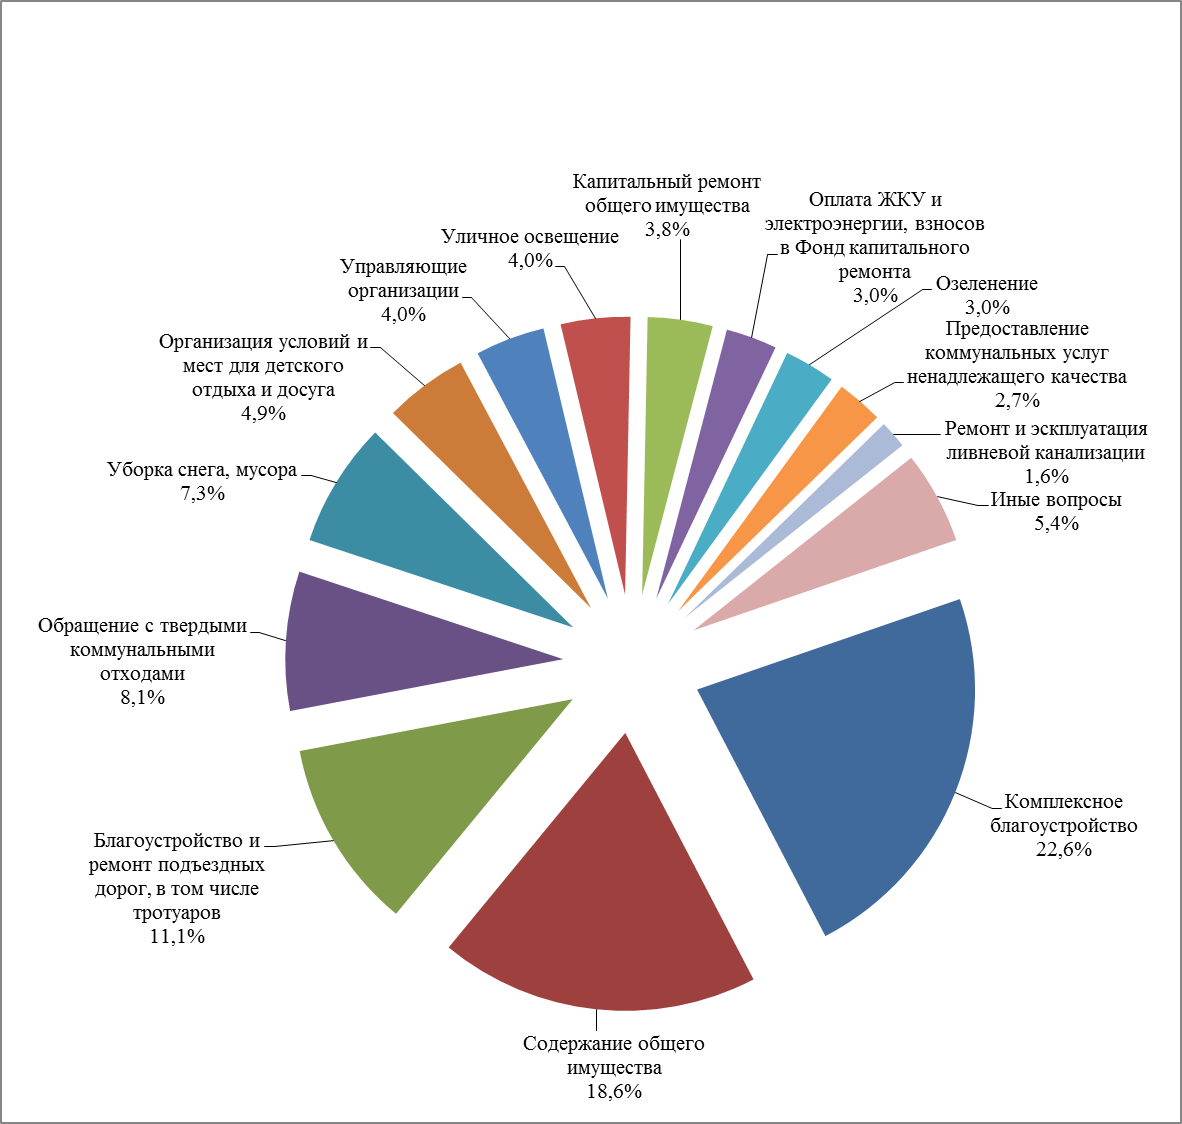 Капитальный ремонт
общего имущества
3,8%
Оплата ЖКУ и
электроэнергии, взносов
в Фонд капитального
ремонта
3,0%
Озеленение
3,0%
Предоставление
коммунальных услуг
ненадлежащего качества
2,7%
Ремонт и эскплуатация
ливневой канализации
1,6%
Иные вопросы
5,4%
Комплексное
благоустройство
22,6%
Содержание общего
имущества
18,6%
Благоустройство и
ремонт подъездных
дорог, в том числе
тротуаров
11,1%
Обращение с твердыми
коммунальными
отходами
8,1%
Уборка снега, мусора
7,3%
Организация условий и
мест для детского
отдыха и досуга
4,9%
Управляющие
организации
4,0%
Уличное освещение
4,0%